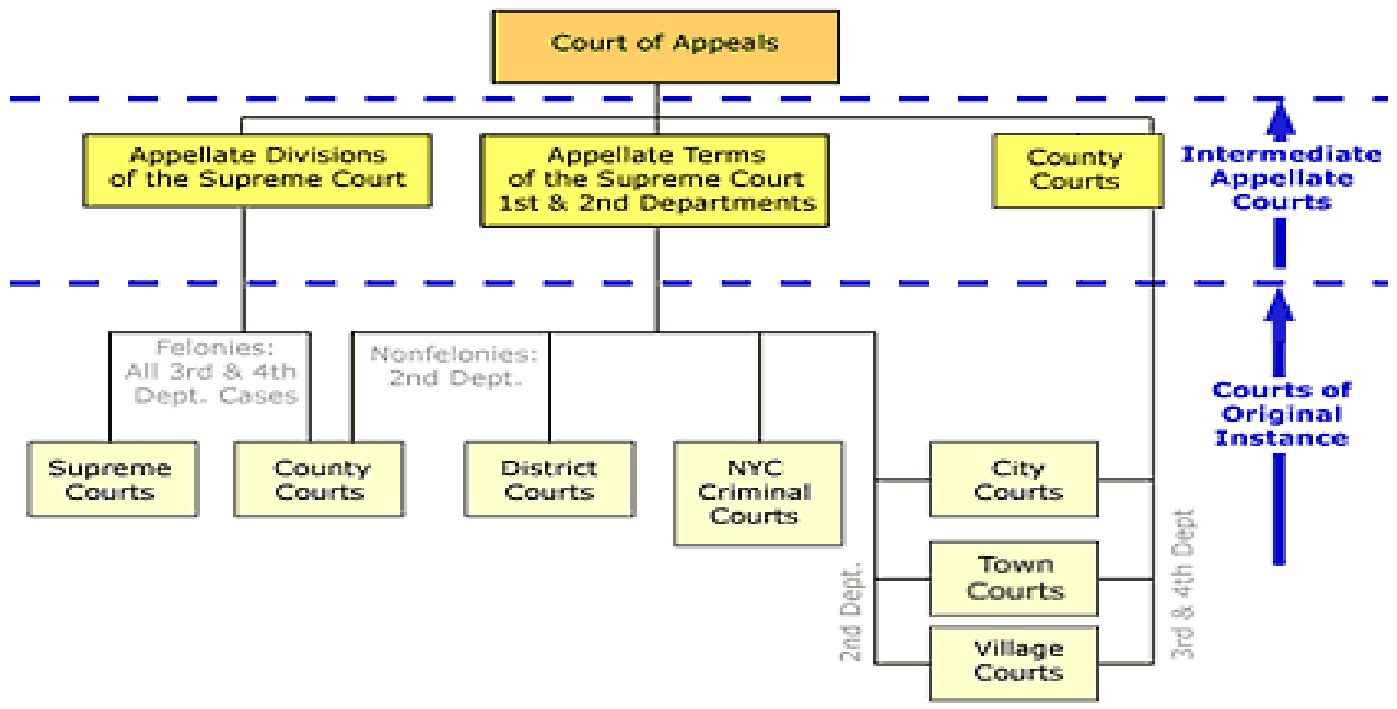 Court of Appeals
Appellate Divisions
of the Supreme Court
Appellate Terms
of the Supreme Court
1st & 2nd Departments
County
Courts
Intermediate
Appellate
Courts
Felonies:
All 3rd & 4th
Dept. Cases
Nonfelonies:
2nd Dept.
Courts of
Original
Instance
Supreme
Courts
County
Courts
District
Courts
NYC
Criminal
Courts
City
Courts
Town
Courts
Village
Courts
2nd Dept.
3rd & 4th Dept